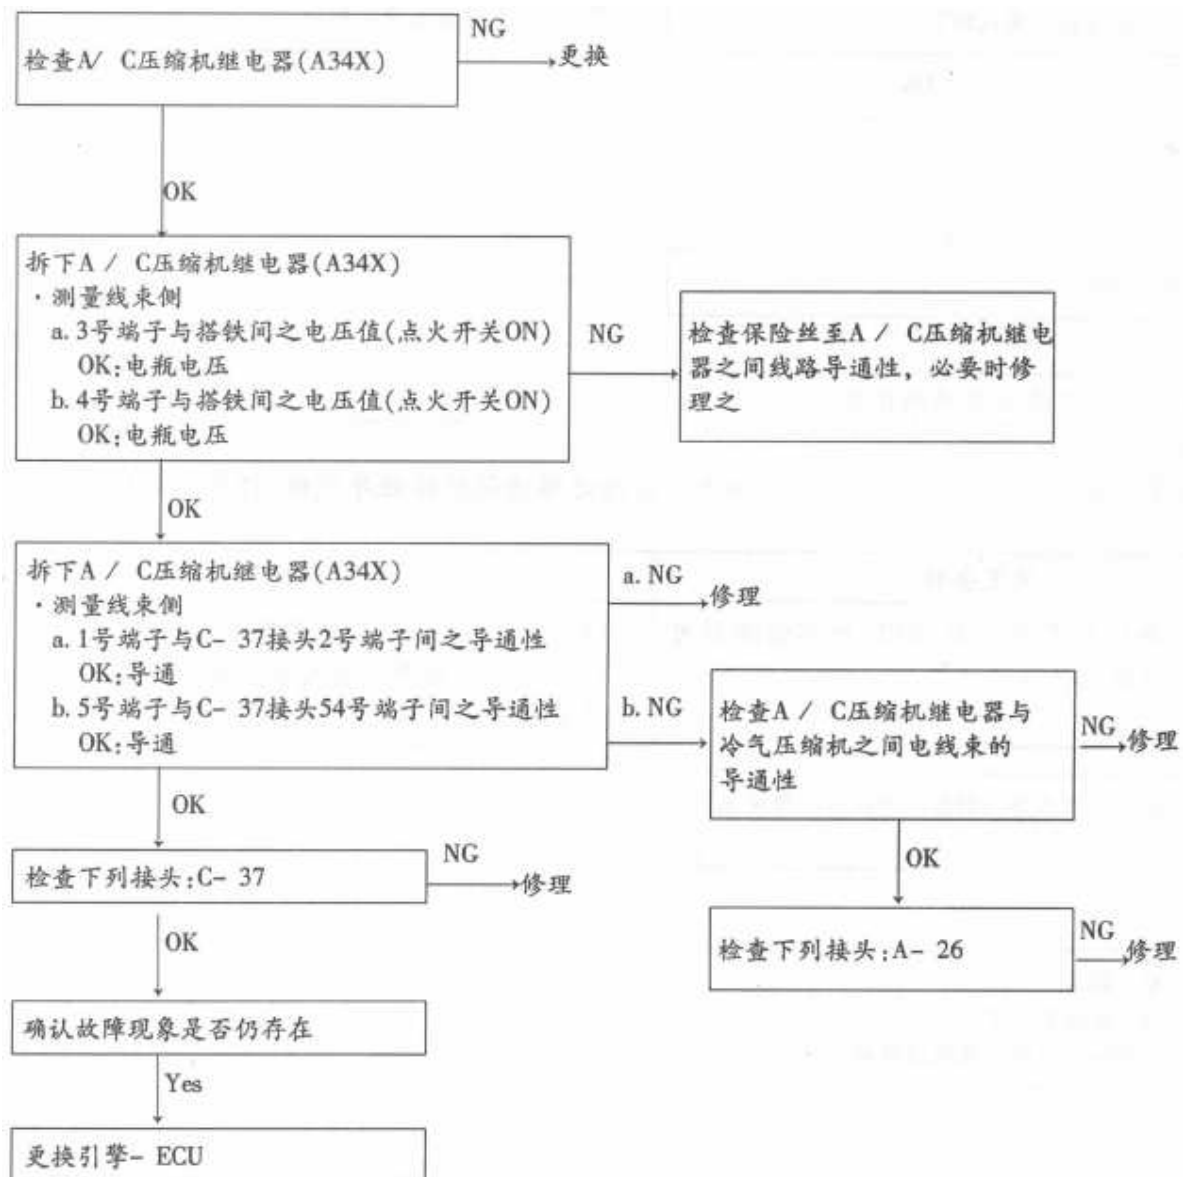 检查A/ C压缩机继电器(A34X)
NG
更换
OK
拆下A / C压缩机继电器(A34X)
·测量线束侧
a.3号端子与搭铁间之电压值(点火开关ON)
OK:电瓶电压
b.4号端子与搭铁间之电压值(点火开关ON)
OK:电瓶电压
NG
检查保险丝至A / C压缩机继电
器之间线路导通性，必要时修
理之
OK
拆下A / C压缩机继电器(A34X)
·测量线束侧
a.1号端子与C- 37接头2号端子间之导通性
OK:导通
b.5号端子与C- 37接头54号端子间之导通性
OK:导通
a. NG
修理
b. NG
检查A / C压缩机继电器与
冷气压缩机之间电线束的
导通性
NG
修理
OK
检查下列接头:A- 26
NG
修理
OK
检查下列接头:C- 37
NG
修理
OK
确认故障现象是否仍存在
Yes
更换引擎- ECU